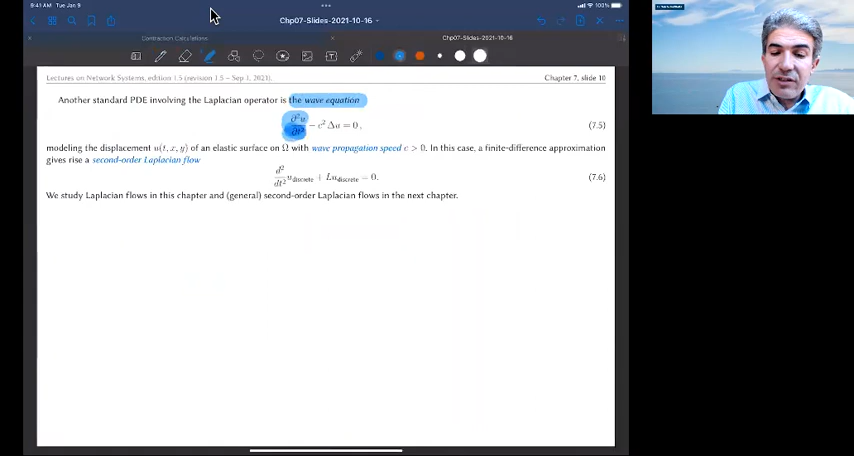 9:41 AM Tue Jan 9
100%
Chp07-Slides-2021-10-16
Contraction Calculations
Chp07-Slides-2021-10-16
Lectures on Network Systems, edition 1.5 (revision 1.5 – Sep 1, 2021).
Chapter 7, slide 10
Another standard PDE involving the Laplacian operator is the wave equation
∂²u/∂t² − c²Δu = 0, (7.5)
modeling the displacement u(t, x, y) of an elastic surface on Ω with wave propagation speed c > 0. In this case, a finite-difference approximation
gives rise a second-order Laplacian flow
d²/dt² u_discrete + Lu_discrete = 0. (7.6)
We study Laplacian flows in this chapter and (general) second-order Laplacian flows in the next chapter.